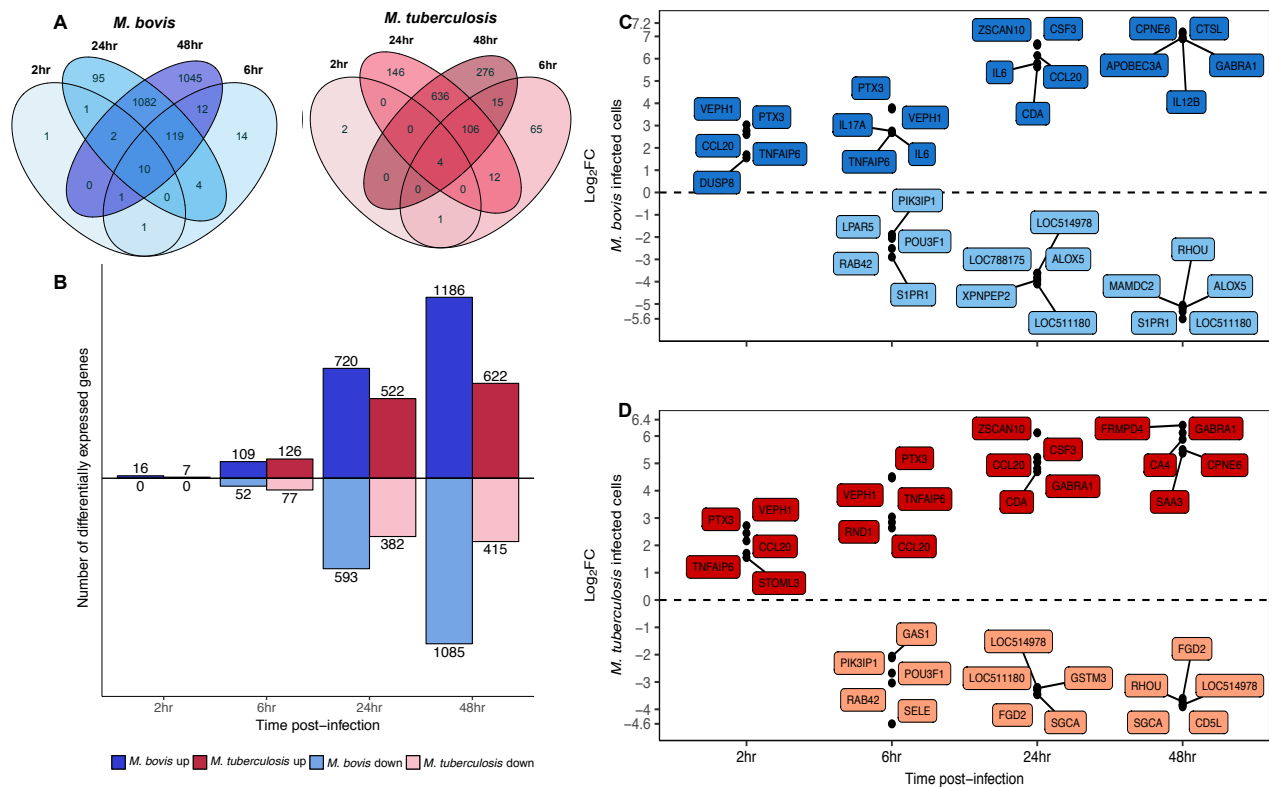 A
M. bovis
24hr
48hr
2hr
6hr
95
1045
1
1082
12
1
2
119
14
10
0
4
1
0
1
M. tuberculosis
24hr
48hr
2hr
6hr
146
276
0
636
15
2
0
106
65
4
0
12
0
0
1
B
Number of differentially expressed genes
16
0
7
0
109
52
126
77
720
593
522
382
1186
1085
622
415
2hr
6hr
24hr
48hr
Time post−infection
M. bovis up
M. tuberculosis up
M. bovis down
M. tuberculosis down
C
Log2FC
M. bovis infected cells
7.2
7
6
5
4
3
2
1
0
−1
−2
−3
−4
−5
−5.6
VEPH1
PTX3
CCL20
TNFAIP6
DUSP8
PTX3
IL17A
VEPH1
TNFAIP6
IL6
PIK3IP1
LPAR5
POU3F1
RAB42
S1PR1
ZSCAN10
CSF3
IL6
CCL20
CDA
LOC514978
LOC788175
ALOX5
XPNPEP2
LOC511180
CPNE6
CTSL
APOBEC3A
GABRA1
IL12B
RHOU
MAMDC2
ALOX5
S1PR1
LOC511180
D
Log2FC
M. tuberculosis infected cells
6.4
6
5
4
3
2
1
0
−1
−2
−3
−4
−4.6
PTX3
VEPH1
CCL20
TNFAIP6
STOML3
PTX3
VEPH1
TNFAIP6
RND1
CCL20
GAS1
PIK3IP1
POU3F1
RAB42
SELE
ZSCAN10
CSF3
CCL20
GABRA1
CDA
LOC514978
LOC511180
GSTM3
FGD2
SGCA
FRMPD4
GABRA1
CA4
CPNE6
SAA3
FGD2
RHOU
LOC514978
SGCA
CD5L
2hr
6hr
24hr
48hr
Time post−infection